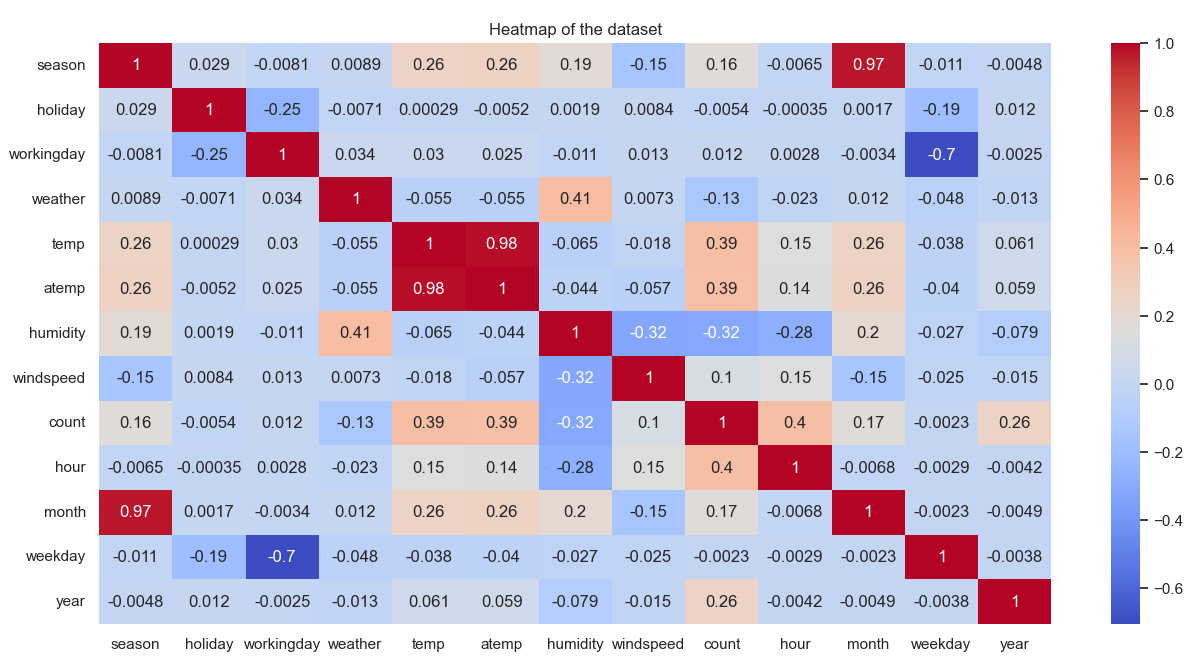 Heatmap of the dataset
season 1 0.029 -0.0081 0.0089 0.26 0.26 0.19 -0.15 0.16 -0.0065 0.97 -0.011 -0.0048
holiday 0.029 1 -0.25 -0.0071 0.00029 -0.0052 0.0019 0.0084 -0.0054 -0.00035 0.0017 -0.19 0.012
workingday -0.0081 -0.25 1 0.034 0.03 0.025 -0.011 0.013 0.012 0.0028 -0.0034 -0.7 -0.0025
weather 0.0089 -0.0071 0.034 1 -0.055 -0.055 0.41 0.0073 -0.13 -0.023 0.012 -0.048 -0.013
temp 0.26 0.00029 0.03 -0.055 1 0.98 -0.065 -0.018 0.39 0.15 0.26 -0.038 0.061
atemp 0.26 -0.0052 0.025 -0.055 0.98 1 -0.044 -0.057 0.39 0.14 0.26 -0.04 0.059
humidity 0.19 0.0019 -0.011 0.41 -0.065 -0.044 1 -0.32 -0.32 -0.28 0.2 -0.027 -0.079
windspeed -0.15 0.0084 0.013 0.0073 -0.018 -0.057 -0.32 1 0.1 0.15 -0.15 -0.025 -0.015
count 0.16 -0.0054 0.012 -0.13 0.39 0.39 -0.32 0.1 1 0.4 0.17 -0.0023 0.26
hour -0.0065 -0.00035 0.0028 -0.023 0.15 0.14 -0.28 0.15 0.4 1 -0.0068 -0.0029 -0.0042
month 0.97 0.0017 -0.0034 0.012 0.26 0.26 0.2 -0.15 0.17 -0.0068 1 -0.0023 -0.0049
weekday -0.011 -0.19 -0.7 -0.048 -0.038 -0.04 -0.027 -0.025 -0.0023 -0.0029 -0.0023 1 -0.0038
year -0.0048 0.012 -0.0025 -0.013 0.061 0.059 -0.079 -0.015 0.26 -0.0042 -0.0049 -0.0038 1
season holiday workingday weather temp atemp humidity windspeed count hour month weekday year
1.0
0.8
0.6
0.4
0.2
0.0
−0.2
−0.4
−0.6